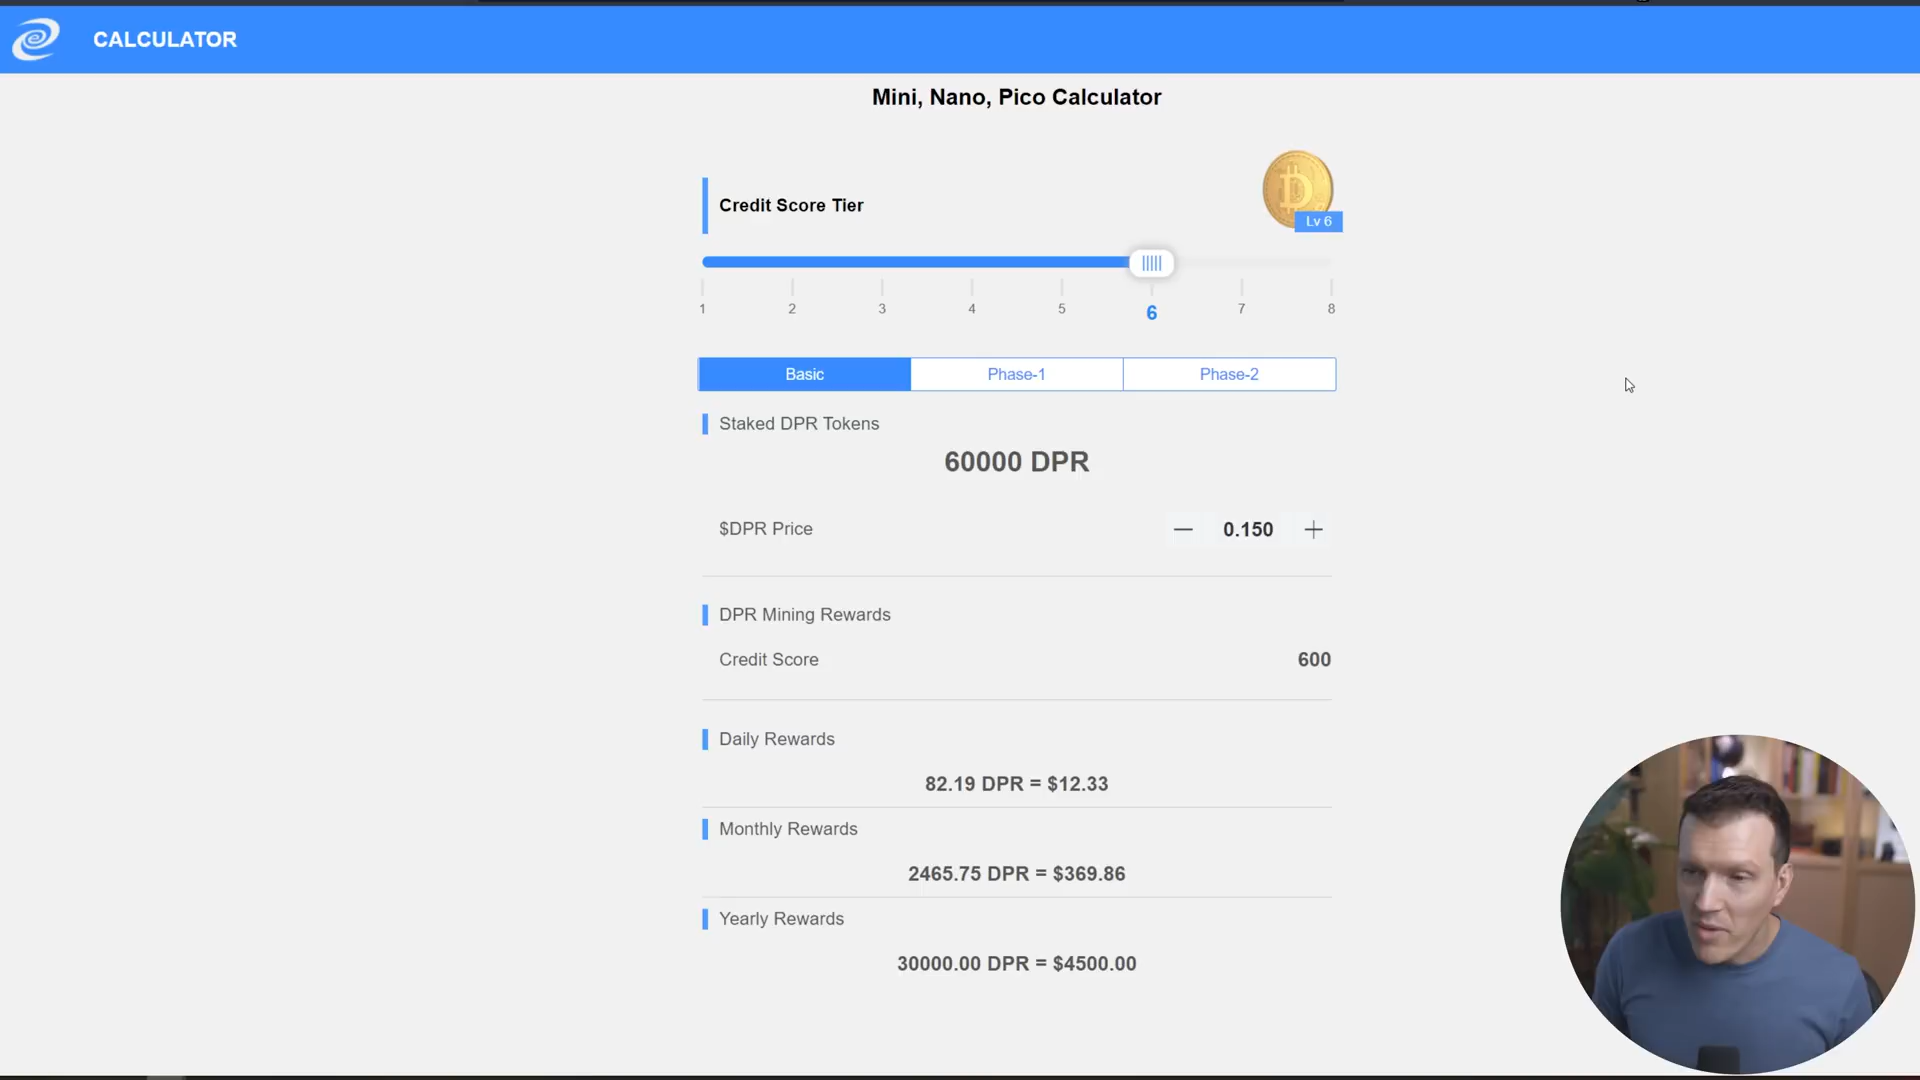 CALCULATOR
Mini, Nano, Pico Calculator
Credit Score Tier
Lv 6
1 2 3 4 5 6 7 8
Basic Phase-1 Phase-2
Staked DPR Tokens
60000 DPR
$DPR Price — 0.150 +
DPR Mining Rewards
Credit Score 600
Daily Rewards
82.19 DPR = $12.33
Monthly Rewards
2465.75 DPR = $369.86
Yearly Rewards
30000.00 DPR = $4500.00